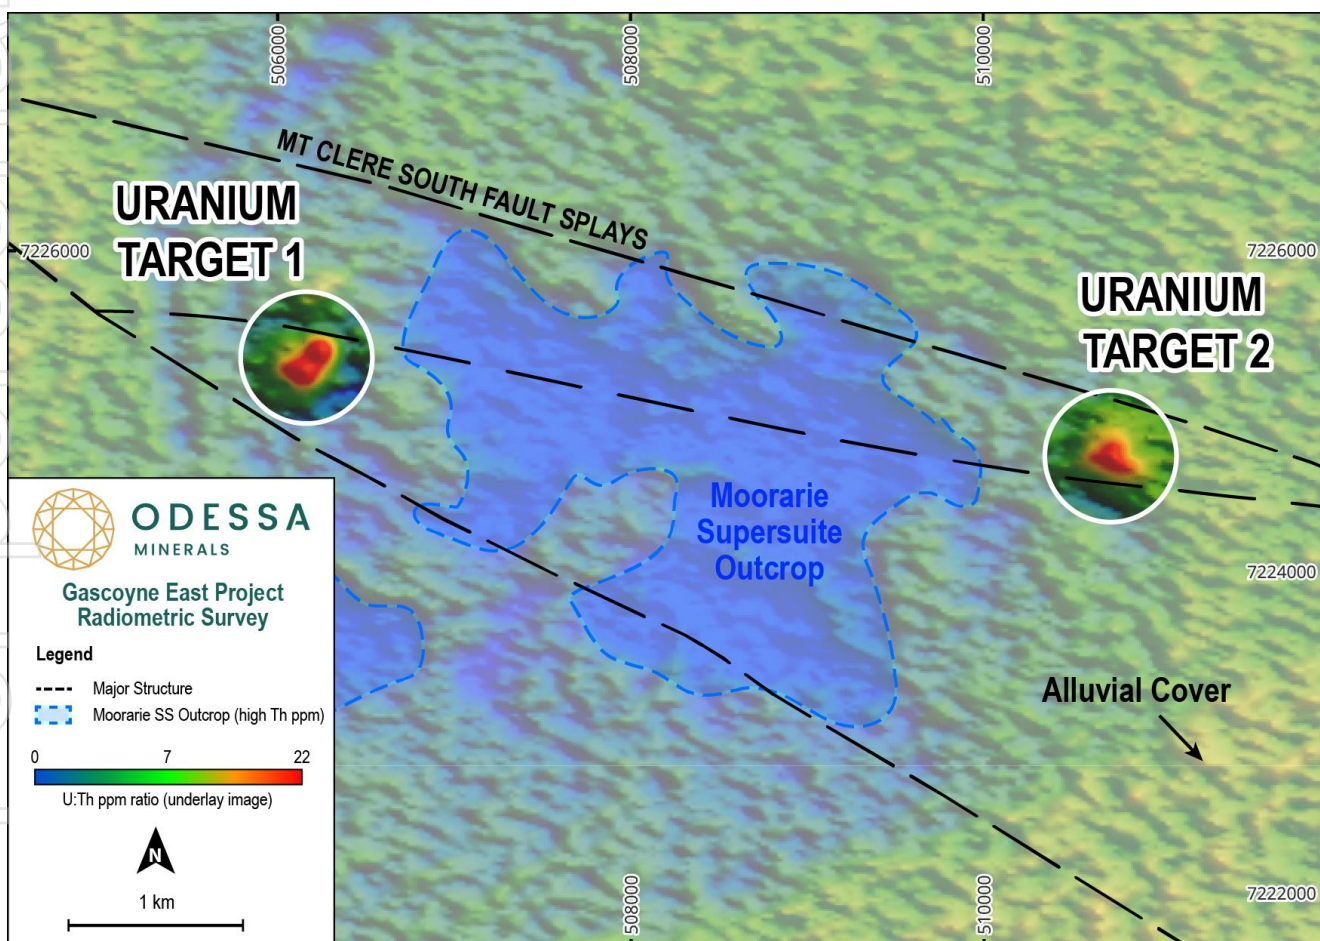 506000
508000
510000
MT CLERE SOUTH FAULT SPLAYS
URANIUM
TARGET 1
7226000
7226000
URANIUM
TARGET 2
Moorarie
Supersuite
Outcrop
7224000
Alluvial Cover
ODESSA
MINERALS
Gascoyne East Project
Radiometric Survey
Legend
Major Structure
Moorarie SS Outcrop (high Th ppm)
0 7 22
U:Th ppm ratio (underlay image)
N
1 km
508000
510000
7222000